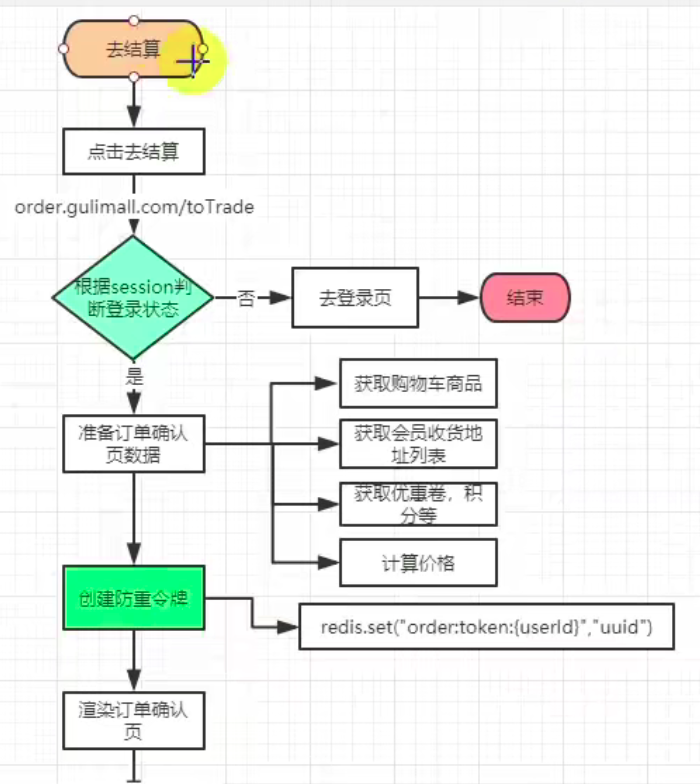 去结算
点击去结算
order.gulimall.com/toTrade
根据session判
断登录状态
否
去登录页
结束
是
准备订单确认
页数据
获取购物车商品
获取会员收货地
址列表
获取优惠卷，积
分等
计算价格
创建防重令牌
redis.set("order:token:{userId}","uuid")
渲染订单确认
页